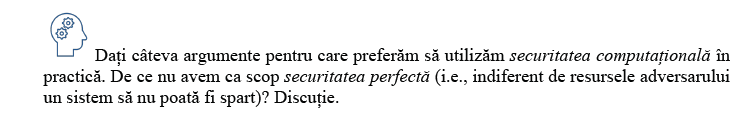 Dați câteva argumente pentru care preferăm să utilizăm securitatea computațională în
practică. De ce nu avem ca scop securitatea perfectă (i.e., indiferent de resursele adversarului
un sistem să nu poată fi spart)? Discuție.